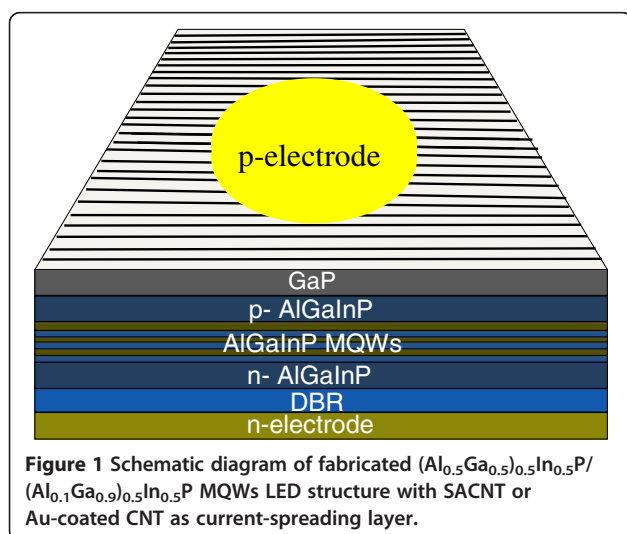 p-electrode
GaP
p- AlGaInP
AlGaInP MQWs
n- AlGaInP
DBR
n-electrode
Figure 1 Schematic diagram of fabricated (Al₀.₅Ga₀.₅)₀.₅In₀.₅P/
(Al₀.₁Ga₀.₉)₀.₅In₀.₅P MQWs LED structure with SACNT or
Au-coated CNT as current-spreading layer.